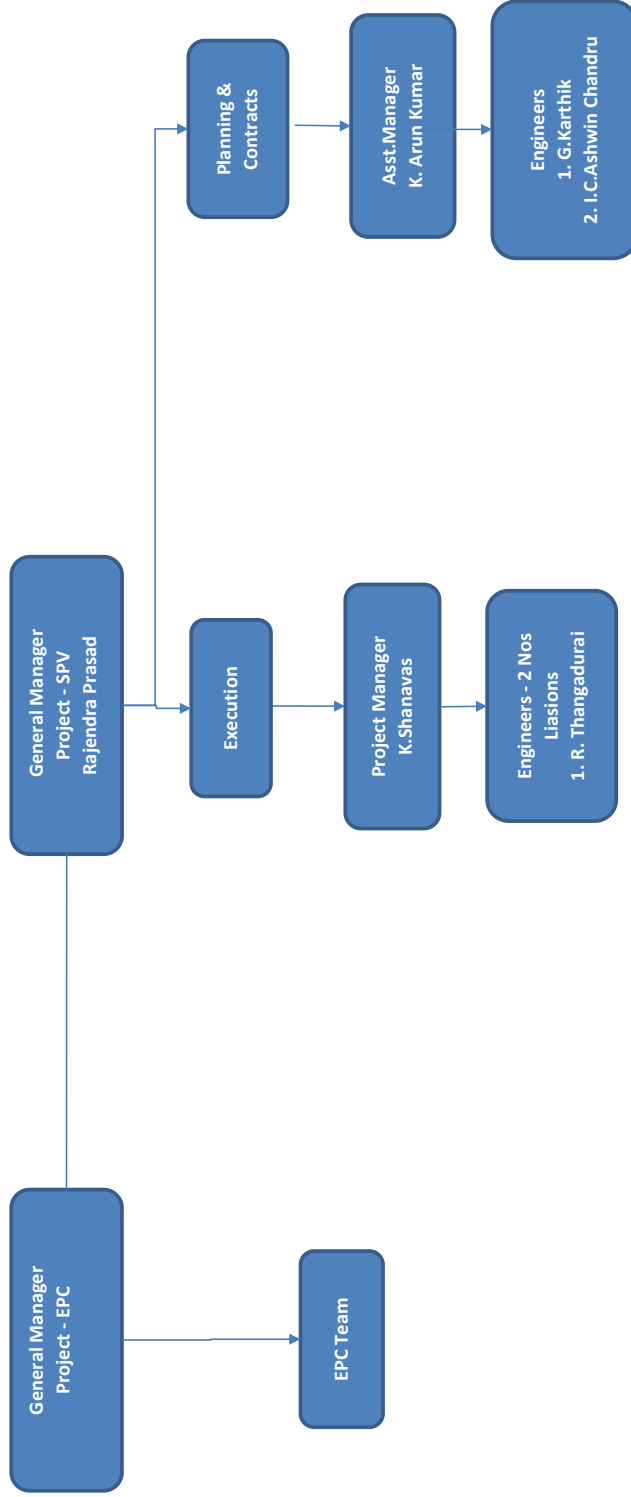 General Manager
Project - EPC
EPC Team
General Manager
Project - SPV
Rajendra Prasad
Execution
Project Manager
K.Shanavas
Engineers - 2 Nos
Liasions
1. R. Thangadurai
Planning &
Contracts
Asst.Manager
K. Arun Kumar
Engineers
1. G.Karthik
2. I.C.Ashwin Chandru